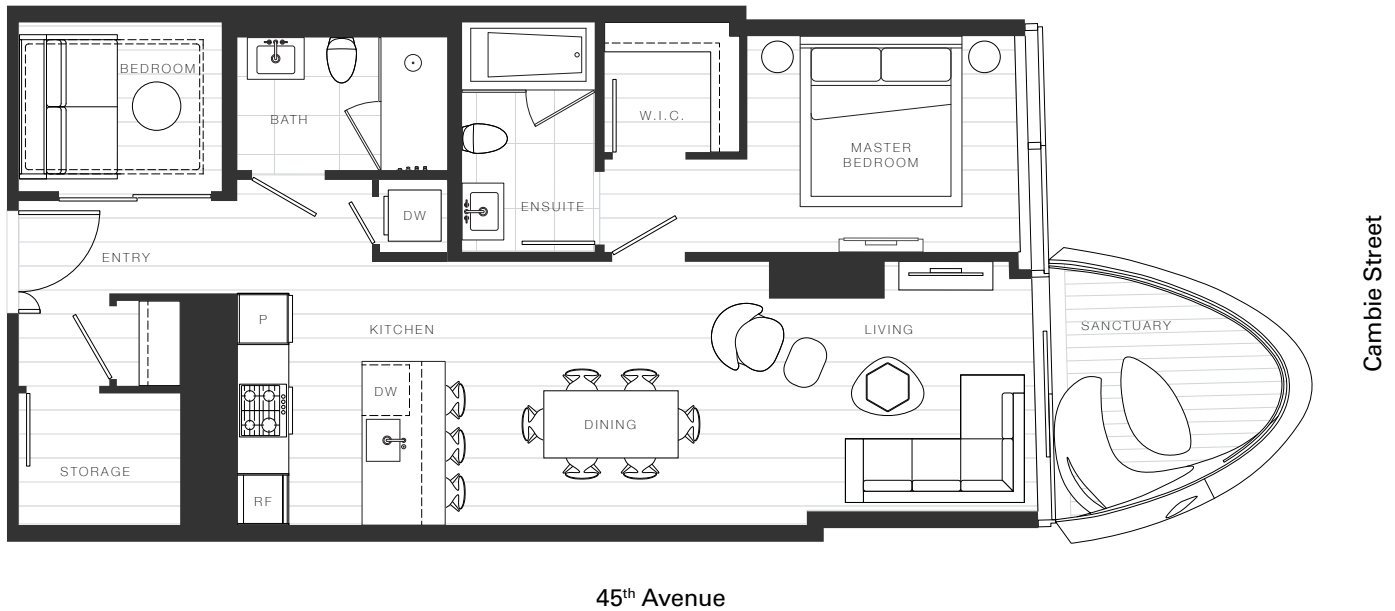 BEDROOM
BATH
W.I.C.
MASTER
BEDROOM
ENSUITE
DW
ENTRY
P
KITCHEN
LIVING
SANCTUARY
DW
DINING
STORAGE
RF
Cambie Street
45th Avenue